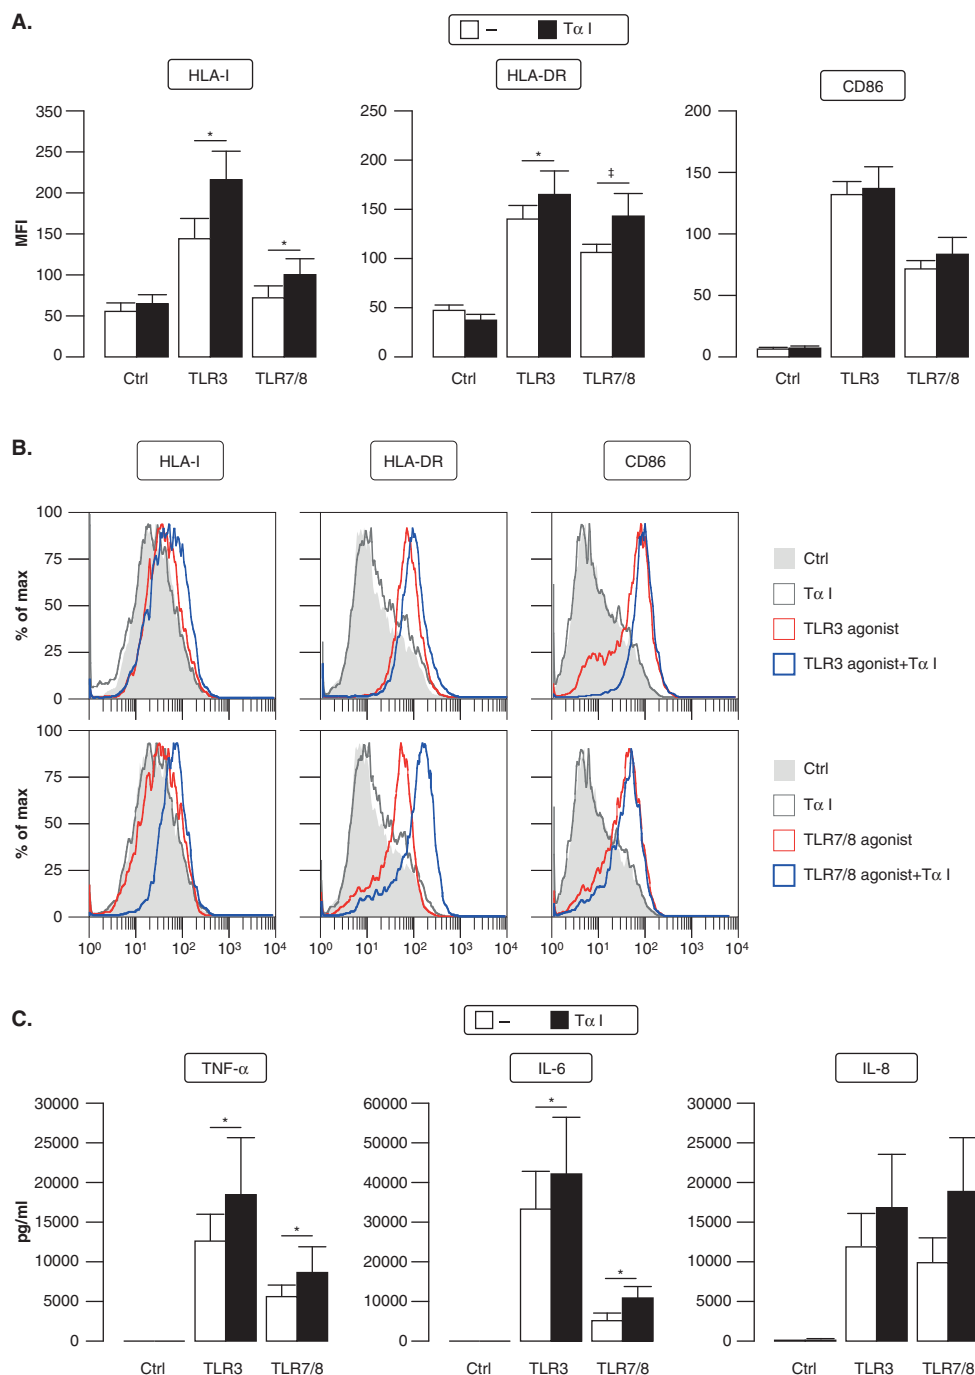 A.
– Tα I
HLA-I HLA-DR CD86
MFI
350
300
250
200
150
100
50
0
250
200
150
100
50
0
200
150
100
50
0
* *
* ‡
Ctrl TLR3 TLR7/8
Ctrl TLR3 TLR7/8
Ctrl TLR3 TLR7/8
B.
HLA-I HLA-DR CD86
% of max
100
75
50
25
0
Ctrl
Tα I
TLR3 agonist
TLR3 agonist+Tα I
% of max
100
75
50
25
0
Ctrl
Tα I
TLR7/8 agonist
TLR7/8 agonist+Tα I
10⁰ 10¹ 10² 10³ 10⁴
10⁰ 10¹ 10² 10³ 10⁴
10⁰ 10¹ 10² 10³ 10⁴
C.
– Tα I
TNF-α IL-6 IL-8
pg/ml
30000
25000
20000
15000
10000
5000
0
60000
50000
40000
30000
20000
10000
0
30000
25000
20000
15000
10000
5000
0
* *
* *
Ctrl TLR3 TLR7/8
Ctrl TLR3 TLR7/8
Ctrl TLR3 TLR7/8